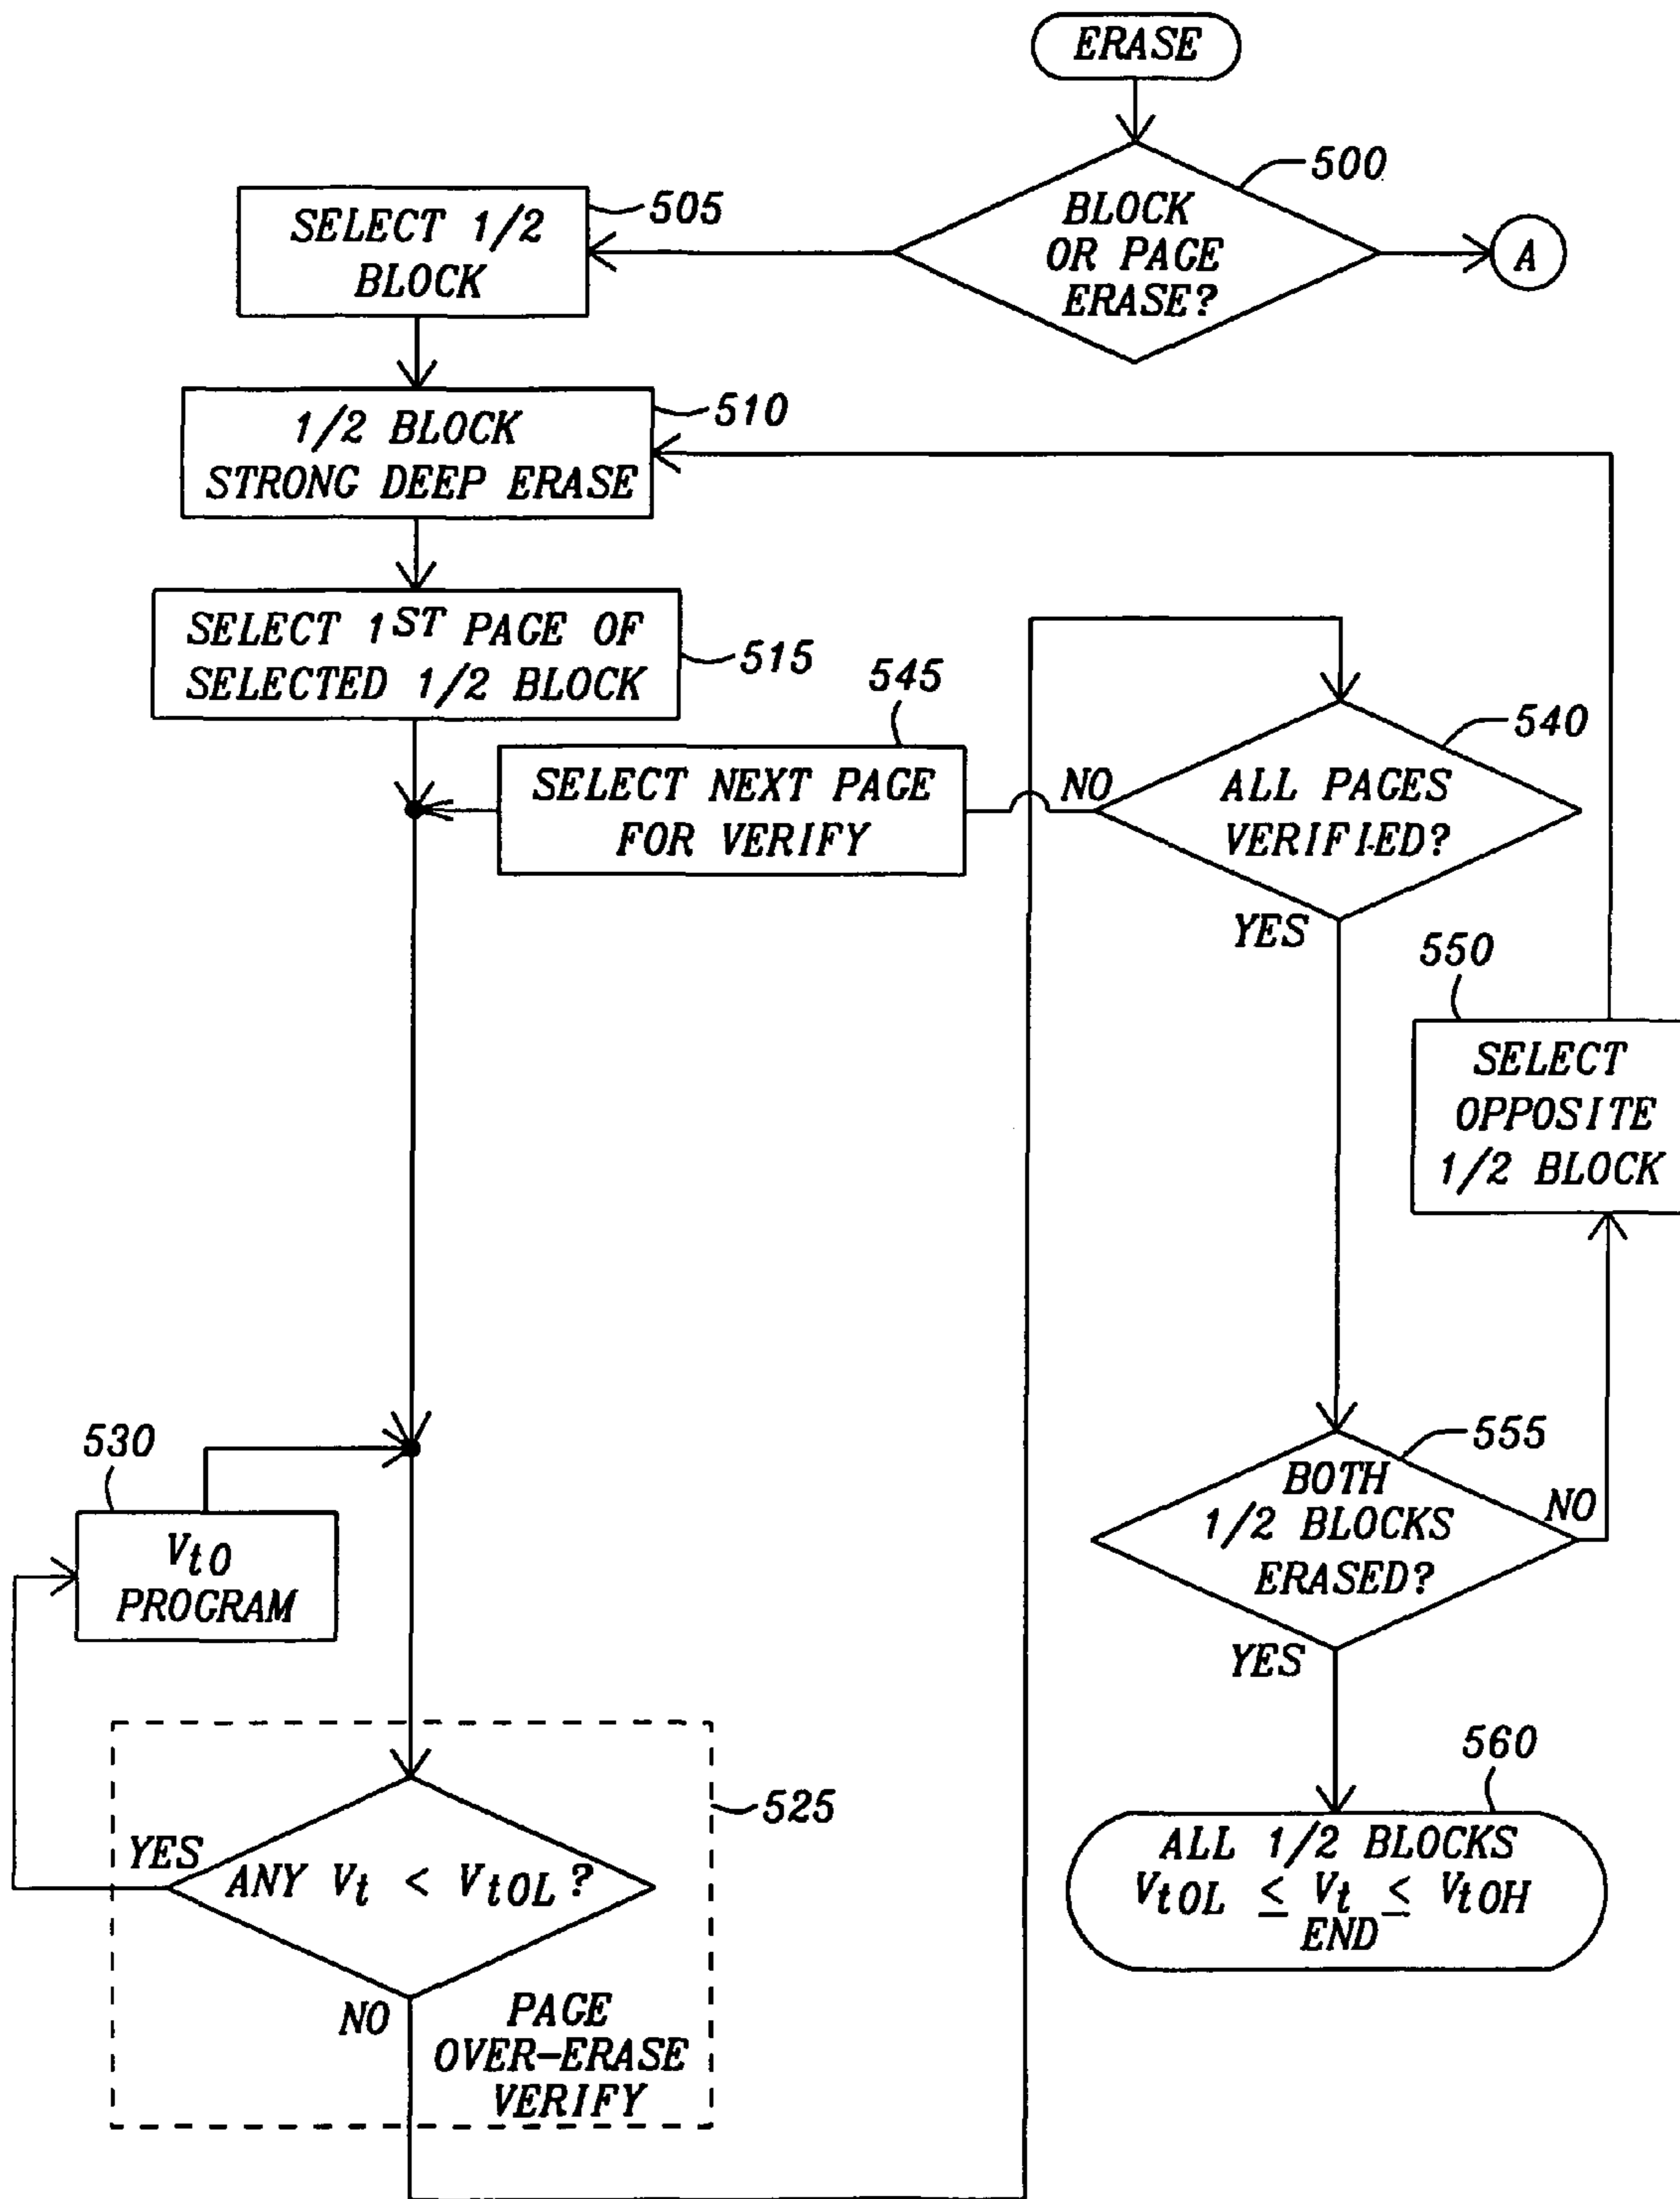 ERASE
500
BLOCK
OR PAGE
ERASE?
A
505
SELECT 1/2
BLOCK
510
1/2 BLOCK
STRONG DEEP ERASE
515
SELECT 1ST PAGE OF
SELECTED 1/2 BLOCK
545
SELECT NEXT PAGE
FOR VERIFY
NO
540
ALL PAGES
VERIFIED?
YES
550
SELECT
OPPOSITE
1/2 BLOCK
530
Vt0
PROGRAM
555
BOTH
1/2 BLOCKS
ERASED?
NO
YES
525
YES
ANY Vt < Vt0L?
NO
PAGE
OVER-ERASE
VERIFY
560
ALL 1/2 BLOCKS
Vt0L ≤ Vt ≤ Vt0H
END